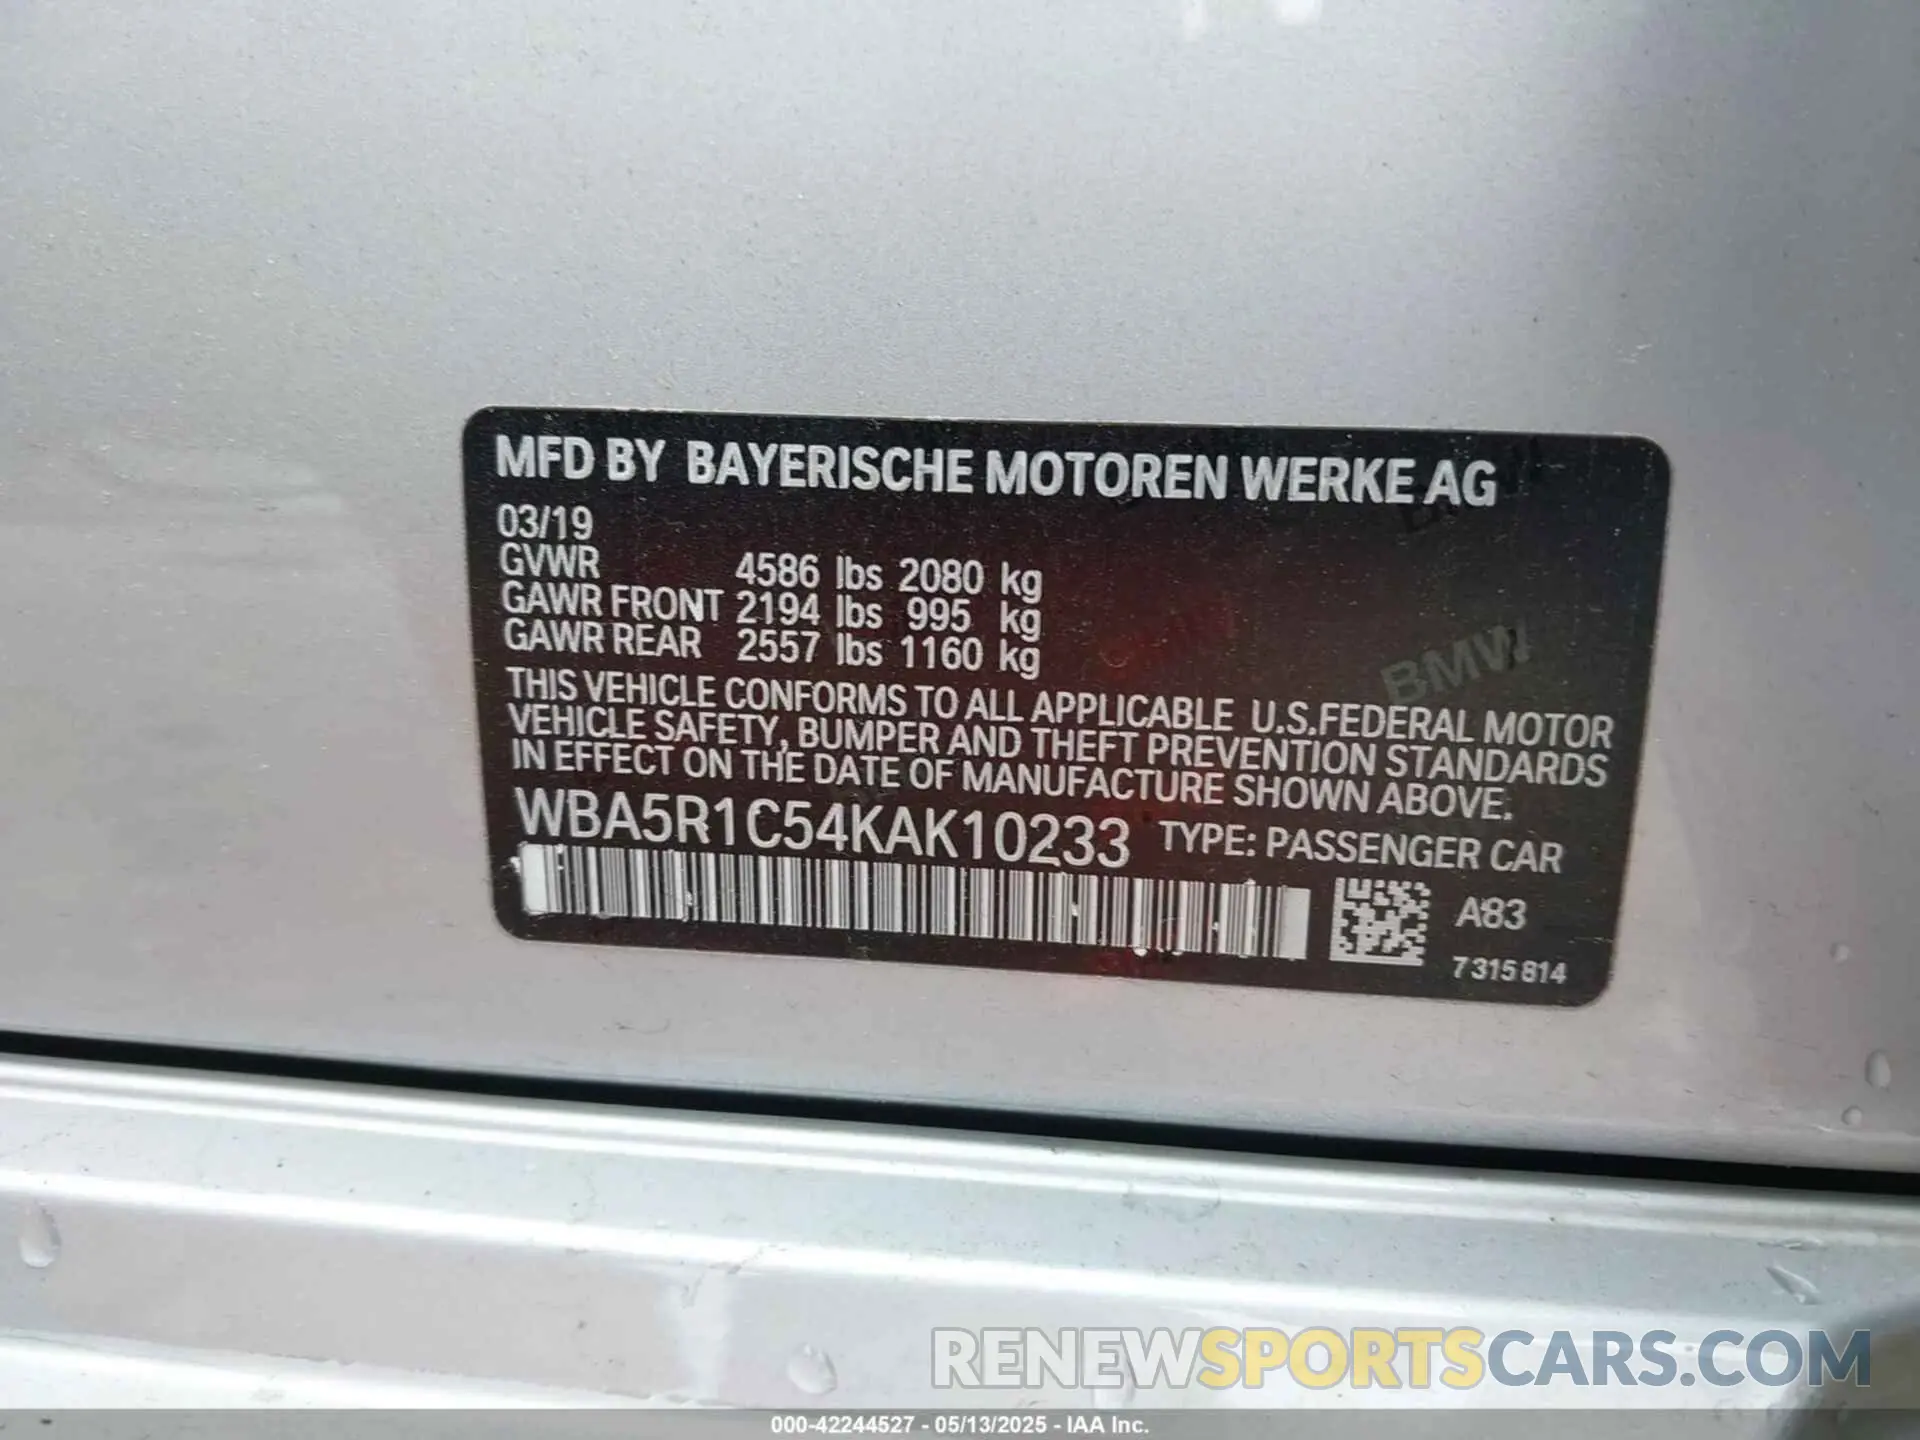 MFD BY BAYERISCHE MOTOREN WERKE AG
03/19
GVWR 4586 lbs 2080 kg
GAWR FRONT 2194 lbs 995 kg
GAWR REAR 2557 lbs 1160 kg
THIS VEHICLE CONFORMS TO ALL APPLICABLE U.S.FEDERAL MOTOR
VEHICLE SAFETY, BUMPER AND THEFT PREVENTION STANDARDS
IN EFFECT ON THE DATE OF MANUFACTURE SHOWN ABOVE.
WBA5R1C54KAK10233 TYPE: PASSENGER CAR
A83
7 315 814
BMW
RENEWSPORTSCARS.COM
000-42244527 - 05/13/2025 - IAA Inc.